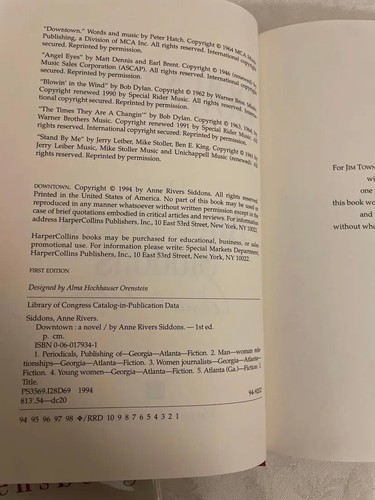 "Downtown." Words and music by Peter Hatch. Copyright © 1964 MCA Music
Publishing, a Division of MCA Inc. All rights reserved. International copyright
secured. Reprinted by permission.
"Angel Eyes" by Matt Dennis and Earl Brent. Copyright © 1946 (renewed) by
Music Sales Corporation (ASCAP). All rights reserved. International copyright
secured. Reprinted by permission.
"Blowin' in the Wind" by Bob Dylan. Copyright © 1962 by Warner Bros. Music.
Copyright renewed 1990 by Special Rider Music. All rights reserved. Interna-
tional copyright secured. Reprinted by permission.
"The Times They Are A Changin'" by Bob Dylan. Copyright © 1963, 1964, by
Warner Brothers Music. Copyright renewed 1991 by Special Rider Music. All
rights reserved. International copyright secured. Reprinted by permission.
"Stand By Me" by Jerry Leiber, Mike Stoller, Ben E. King. Copyright © 1961 by
Jerry Leiber Music, Mike Stoller Music and Unichappell Music (renewed). All
rights reserved. Reprinted by permission.
DOWNTOWN. Copyright © 1994 by Anne Rivers Siddons. All rights reserved.
Printed in the United States of America. No part of this book may be used or
reproduced in any manner whatsoever without written permission except in the
case of brief quotations embodied in critical articles and reviews. For information
address HarperCollins Publishers, Inc., 10 East 53rd Street, New York, NY 10022.
HarperCollins books may be purchased for educational, business, or sales
promotional use. For information please write: Special Markets Department,
HarperCollins Publishers, Inc., 10 East 53rd Street, New York, NY 10022.
FIRST EDITION
Designed by Alma Hochhauser Orenstein
Library of Congress Catalog-in-Publication Data
Siddons, Anne Rivers.
Downtown : a novel / by Anne Rivers Siddons. — 1st ed.
p. cm.
ISBN 0-06-017934-1
1. Periodicals, Publishing of—Georgia—Atlanta—Fiction. 2. Man—woman rela-
tionships—Georgia—Atlanta—Fiction. 3. Women journalists—Georgia—Atlanta—
Fiction. 4. Young women—Georgia—Atlanta—Fiction. 5. Atlanta (Ga.)—Fiction. I.
Title.
PS3569.I28D69 1994
813'.54—dc20 94-9207
94 95 96 97 98 ❖/RRD 10 9 8 7 6 5 4 3 2 1
FOR JIM TOWN
wi
one
this book wo
and
without who